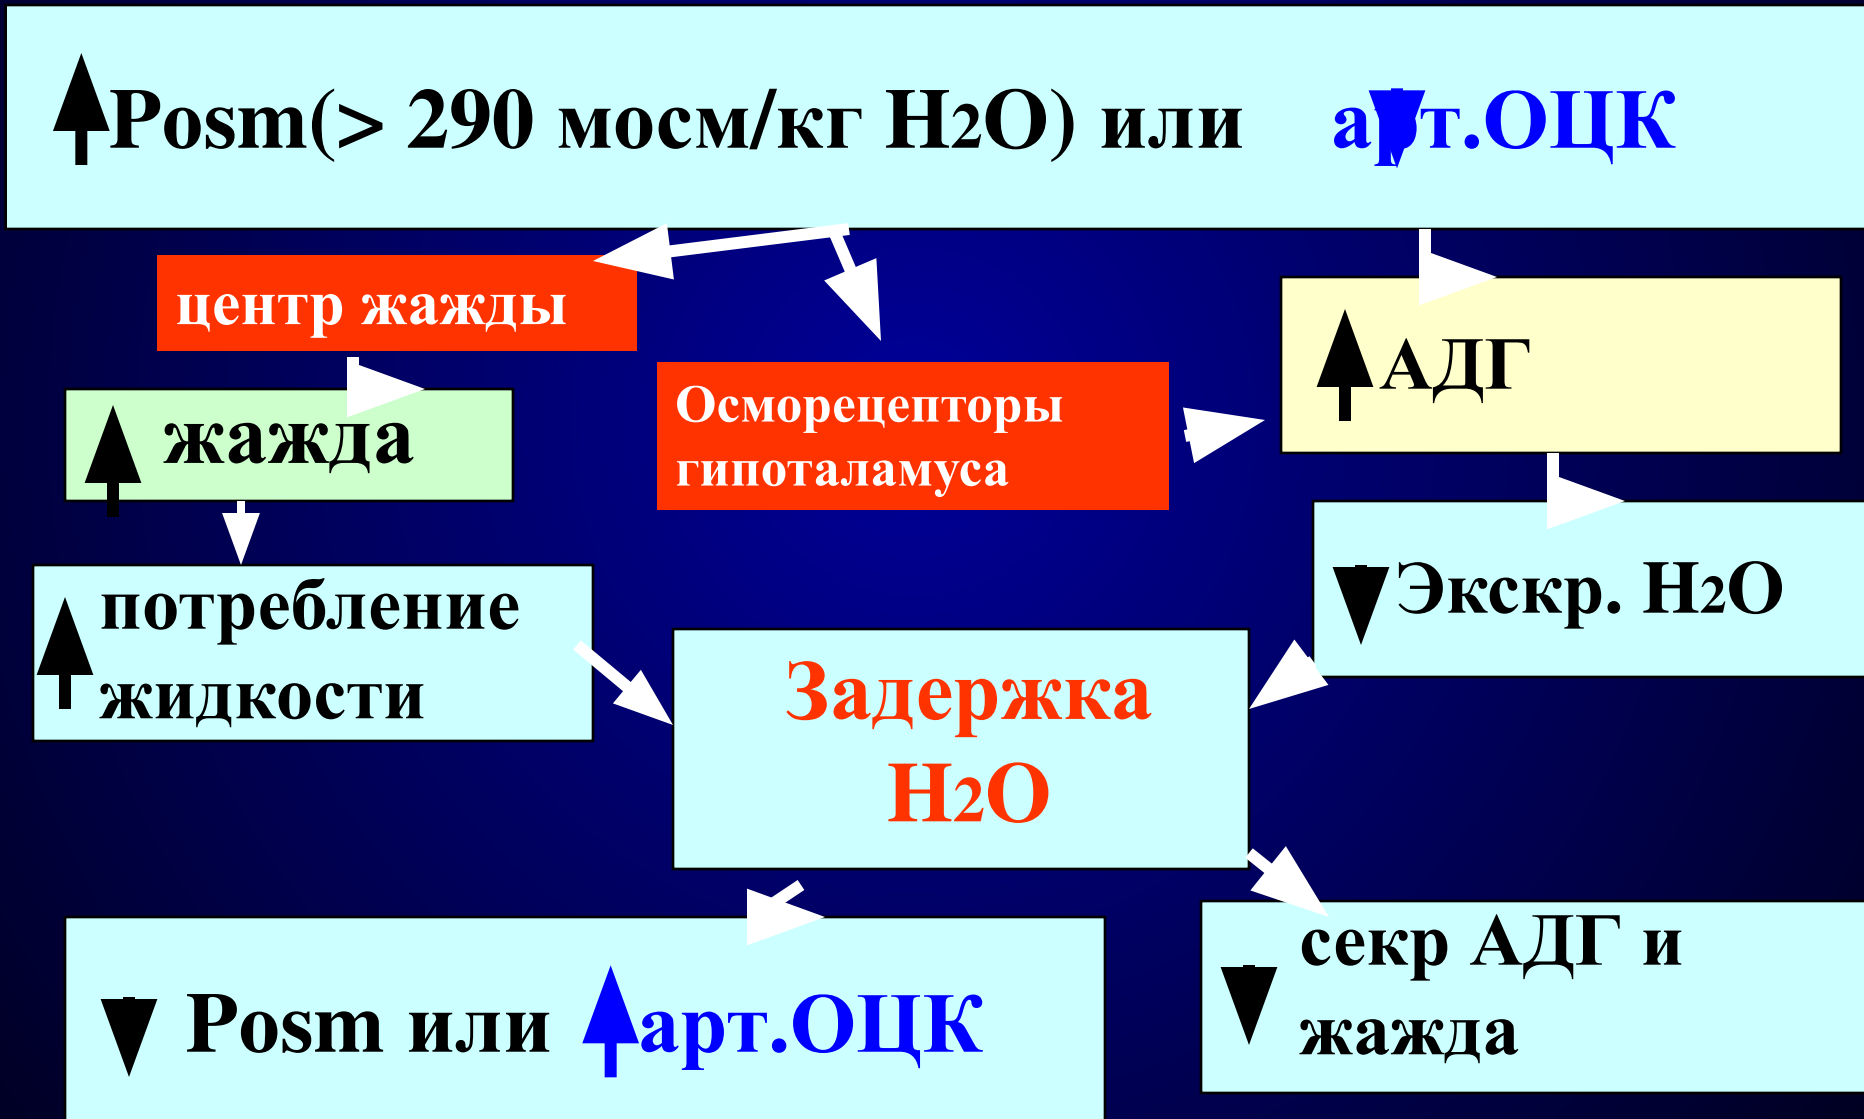 Posm(> 290 мосм/кг H2O) или арт.ОЦК
центр жажды
жажда
Осморецепторы
гипоталамуса
АДГ
потребление
жидкости
Экскр. H2O
Задержка
H2O
Posm или арт.ОЦК
секр АДГ и
жажда